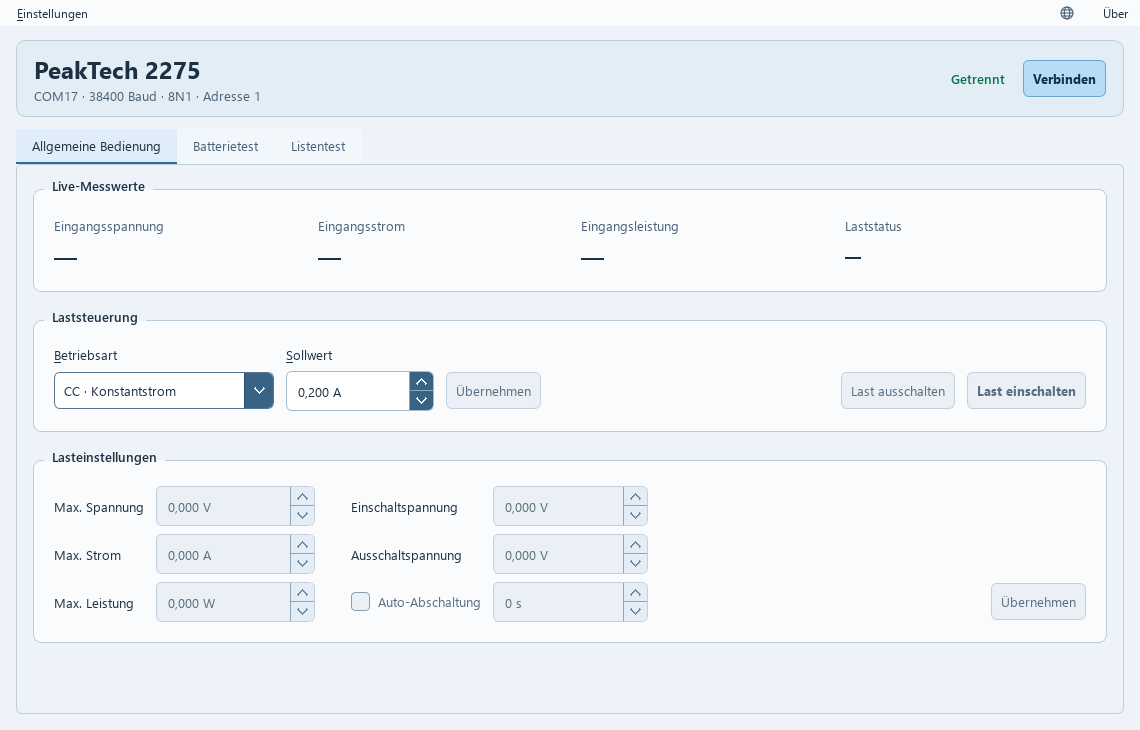 Einstellungen
Über
PeakTech 2275
COM17 · 38400 Baud · 8N1 · Adresse 1
Getrennt
Verbinden
Allgemeine Bedienung
Batterietest
Listentest
Live-Messwerte
Eingangsspannung
Eingangsstrom
Eingangsleistung
Laststatus
—
—
—
—
Laststeuerung
Betriebsart
Sollwert
CC · Konstantstrom
0,200 A
Übernehmen
Last ausschalten
Last einschalten
Lasteinstellungen
Max. Spannung
0,000 V
Einschaltspannung
0,000 V
Max. Strom
0,000 A
Ausschaltspannung
0,000 V
Max. Leistung
0,000 W
Auto-Abschaltung
0 s
Übernehmen